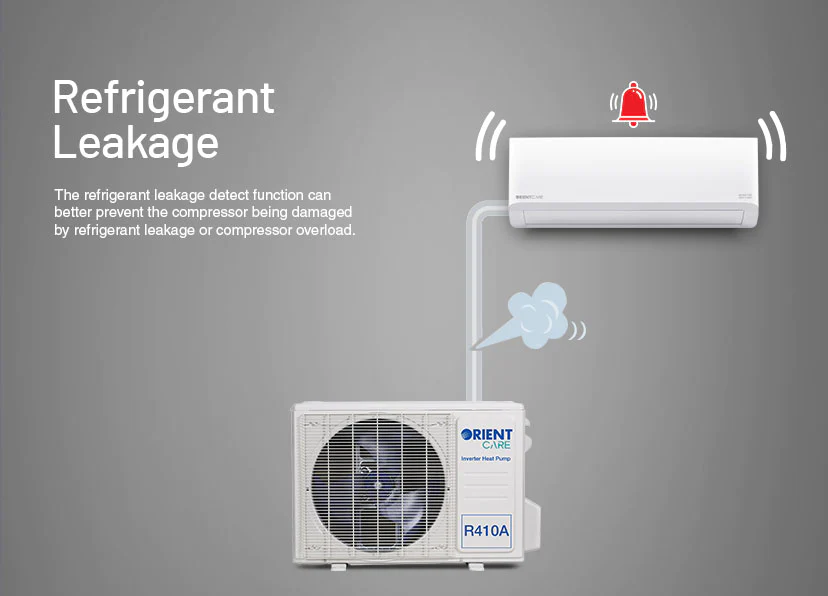 Refrigerant
Leakage
The refrigerant leakage detect function can
better prevent the compressor being damaged
by refrigerant leakage or compressor overload.
ORIENTCARE
ORIENT
CARE
Inverter Heat Pump
R410A